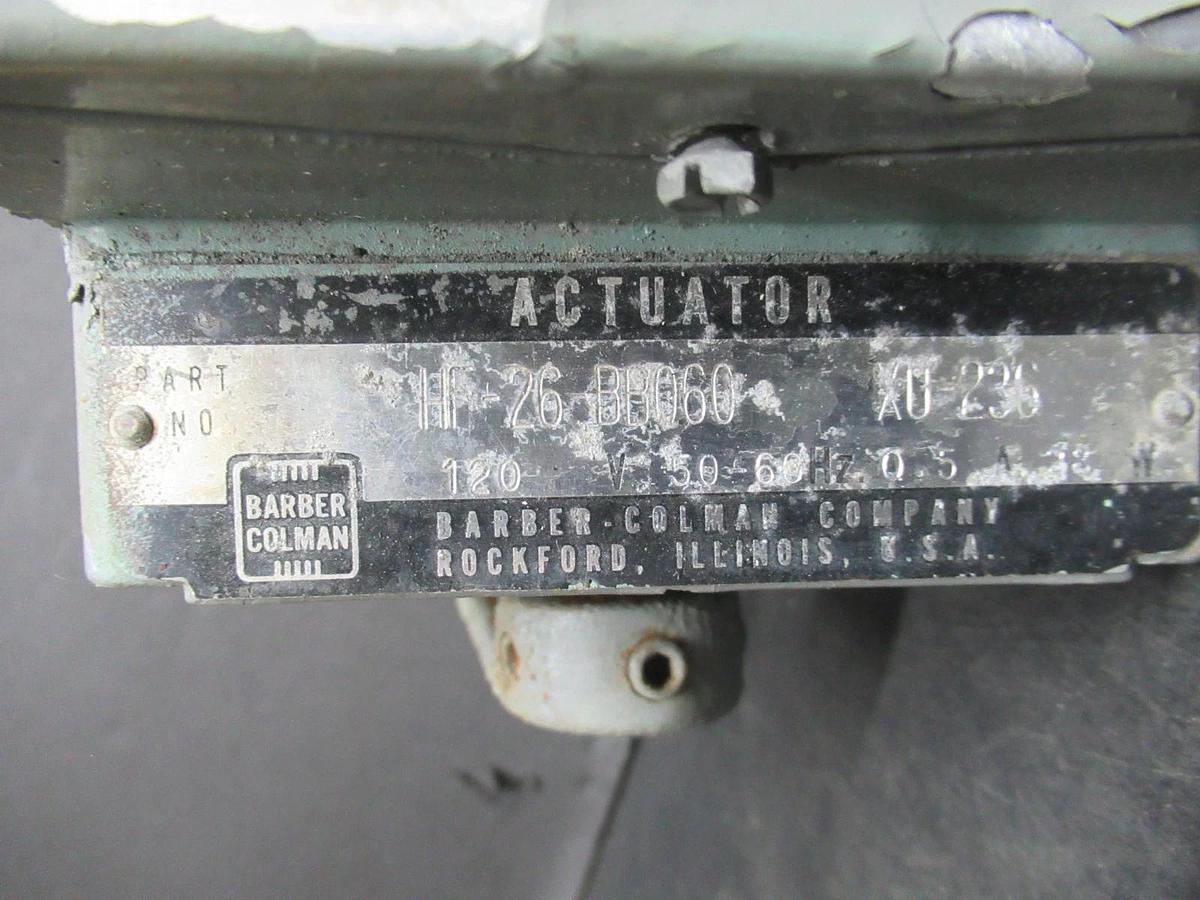 ACTUATOR
PART
NO
HF-26 BB060 XU-236
120 V 50-60Hz 0.5 A W
BARBER
COLMAN
BARBER-COLMAN COMPANY
ROCKFORD, ILLINOIS, U.S.A.